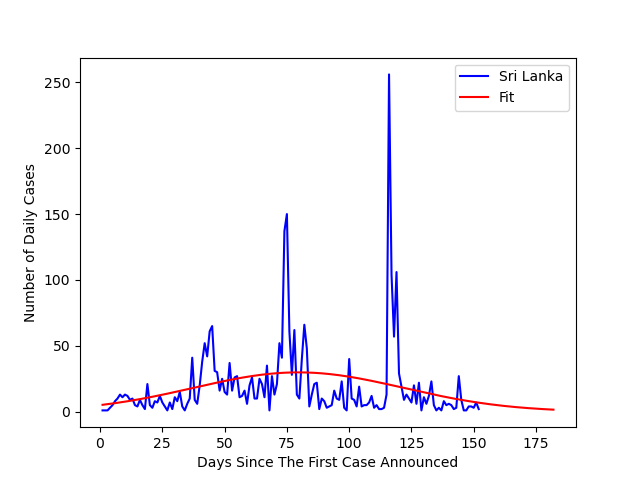 Sri Lanka
Fit
250
200
150
100
50
0
Number of Daily Cases
0 25 50 75 100 125 150 175
Days Since The First Case Announced